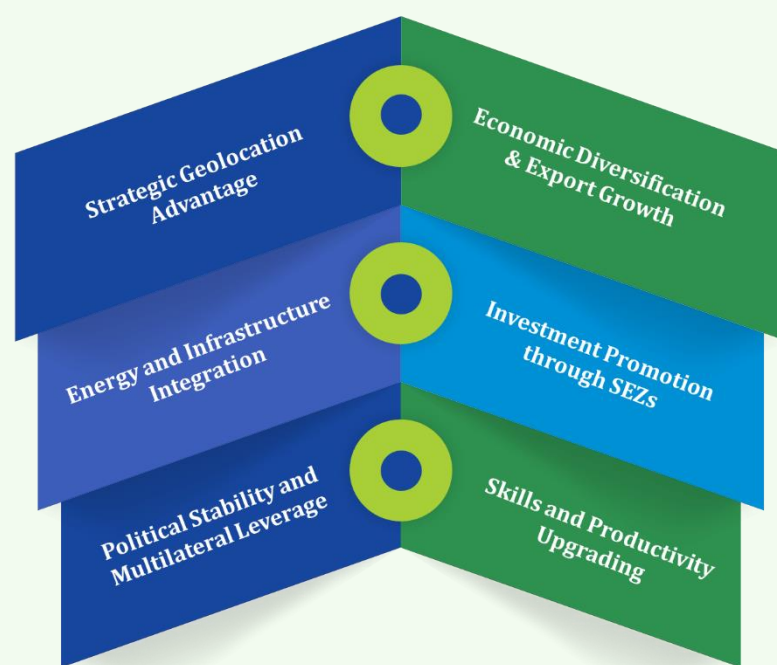 Strategic Geolocation
Advantage
Economic Diversification
& Export Growth
Energy and Infrastructure
Integration
Investment Promotion
through SEZs
Political Stability and
Multilateral Leverage
Skills and Productivity
Upgrading